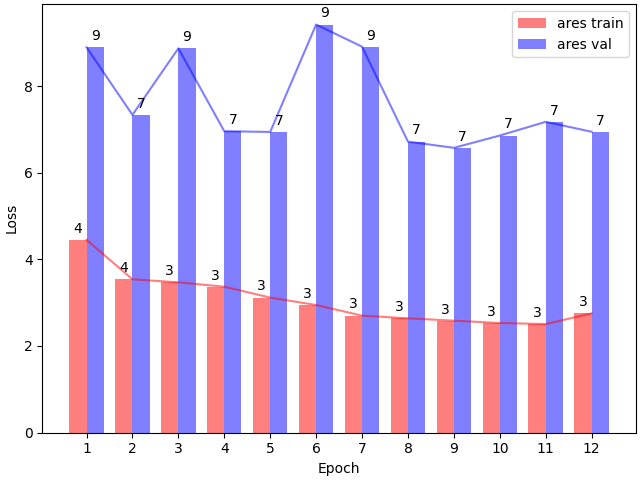 ares train
ares val
9 7 9 7 7 9 9 7 7 7 7 7
4 4 3 3 3 3 3 3 3 3 3 3
8
6
4
2
0
Loss
1 2 3 4 5 6 7 8 9 10 11 12
Epoch